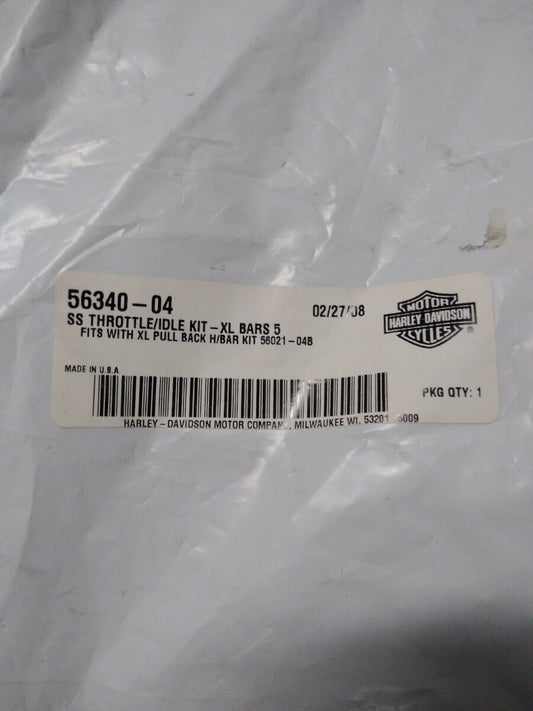 56340-04
02/27/08
SS THROTTLE/IDLE KIT-XL BARS 5
FITS WITH XL PULL BACK H/BAR KIT 56021-04B
MOTOR
HARLEY-DAVIDSON
CYCLES
®
MADE IN U.S.A.
PKG QTY: 1
HARLEY-DAVIDSON MOTOR COMPANY, MILWAUKEE WI. 53201